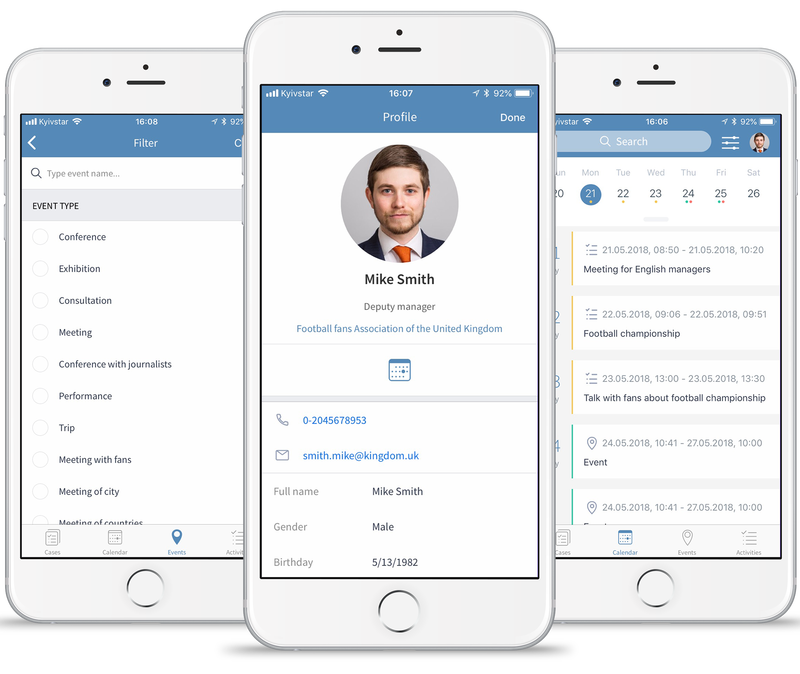 Kyivstar 16:08 92%
Filter
Type event name...
EVENT TYPE
Conference
Exhibition
Consultation
Meeting
Conference with journalists
Performance
Trip
Meeting with fans
Meeting of city
Meeting of countries
Cases Calendar Events
Kyivstar 16:07 92%
Profile Done
Mike Smith
Deputy manager
Football fans Association of the United Kingdom
0-2045678953
smith.mike@kingdom.uk
Full name Mike Smith
Gender Male
Birthday 5/13/1982
16:06 92%
Search
Mon Tue Wed Thu Fri Sat
20 21 22 23 24 25 26
21.05.2018, 08:50 - 21.05.2018, 10:20
Meeting for English managers
22.05.2018, 09:06 - 22.05.2018, 09:51
Football championship
23.05.2018, 13:00 - 23.05.2018, 13:30
Talk with fans about football championship
24.05.2018, 10:41 - 27.05.2018, 10:00
Event
24.05.2018, 10:41 - 27.05.2018, 10:00
Calendar Events Activities